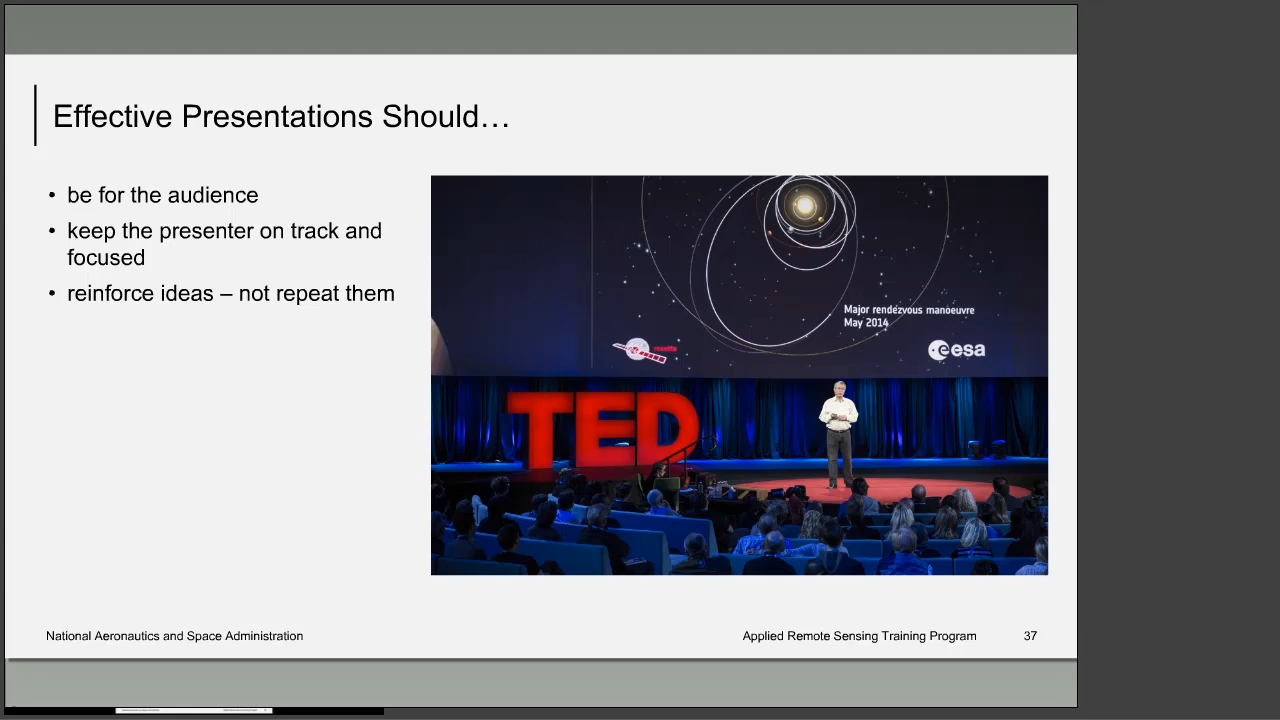 Effective Presentations Should…
• be for the audience
• keep the presenter on track and
focused
• reinforce ideas – not repeat them
Major rendezvous manoeuvre
May 2014
rosetta
esa
TED
National Aeronautics and Space Administration
Applied Remote Sensing Training Program
37